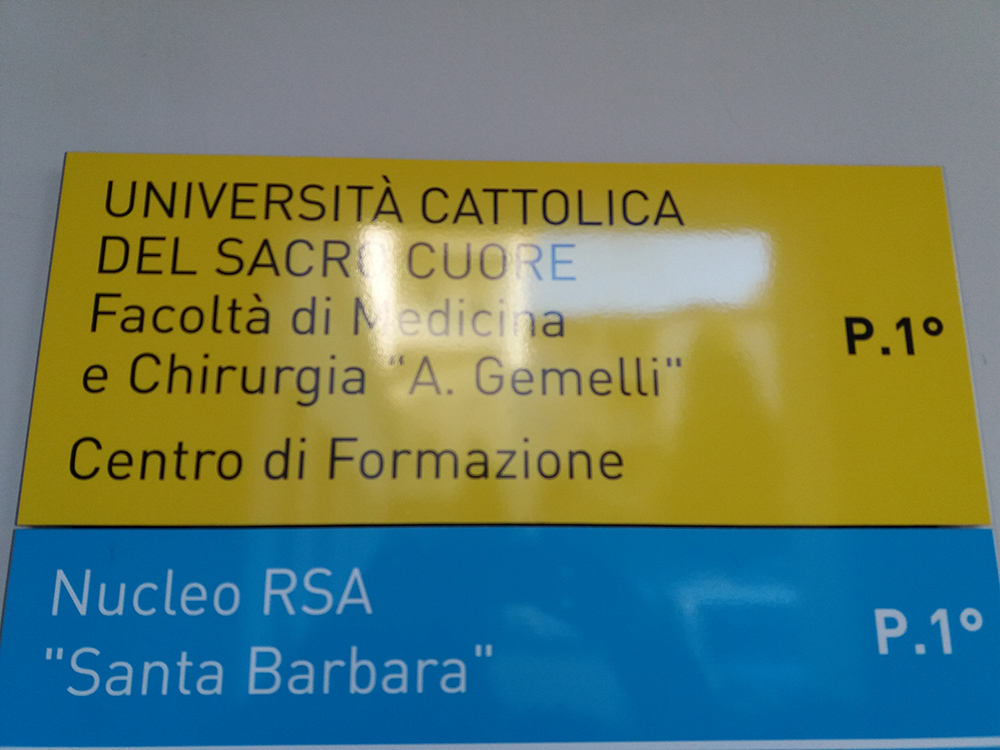 UNIVERSITÀ CATTOLICA
DEL SACRO CUORE
Facoltà di Medicina
e Chirurgia "A. Gemelli"
P.1°
Centro di Formazione
Nucleo RSA
"Santa Barbara"
P.1°